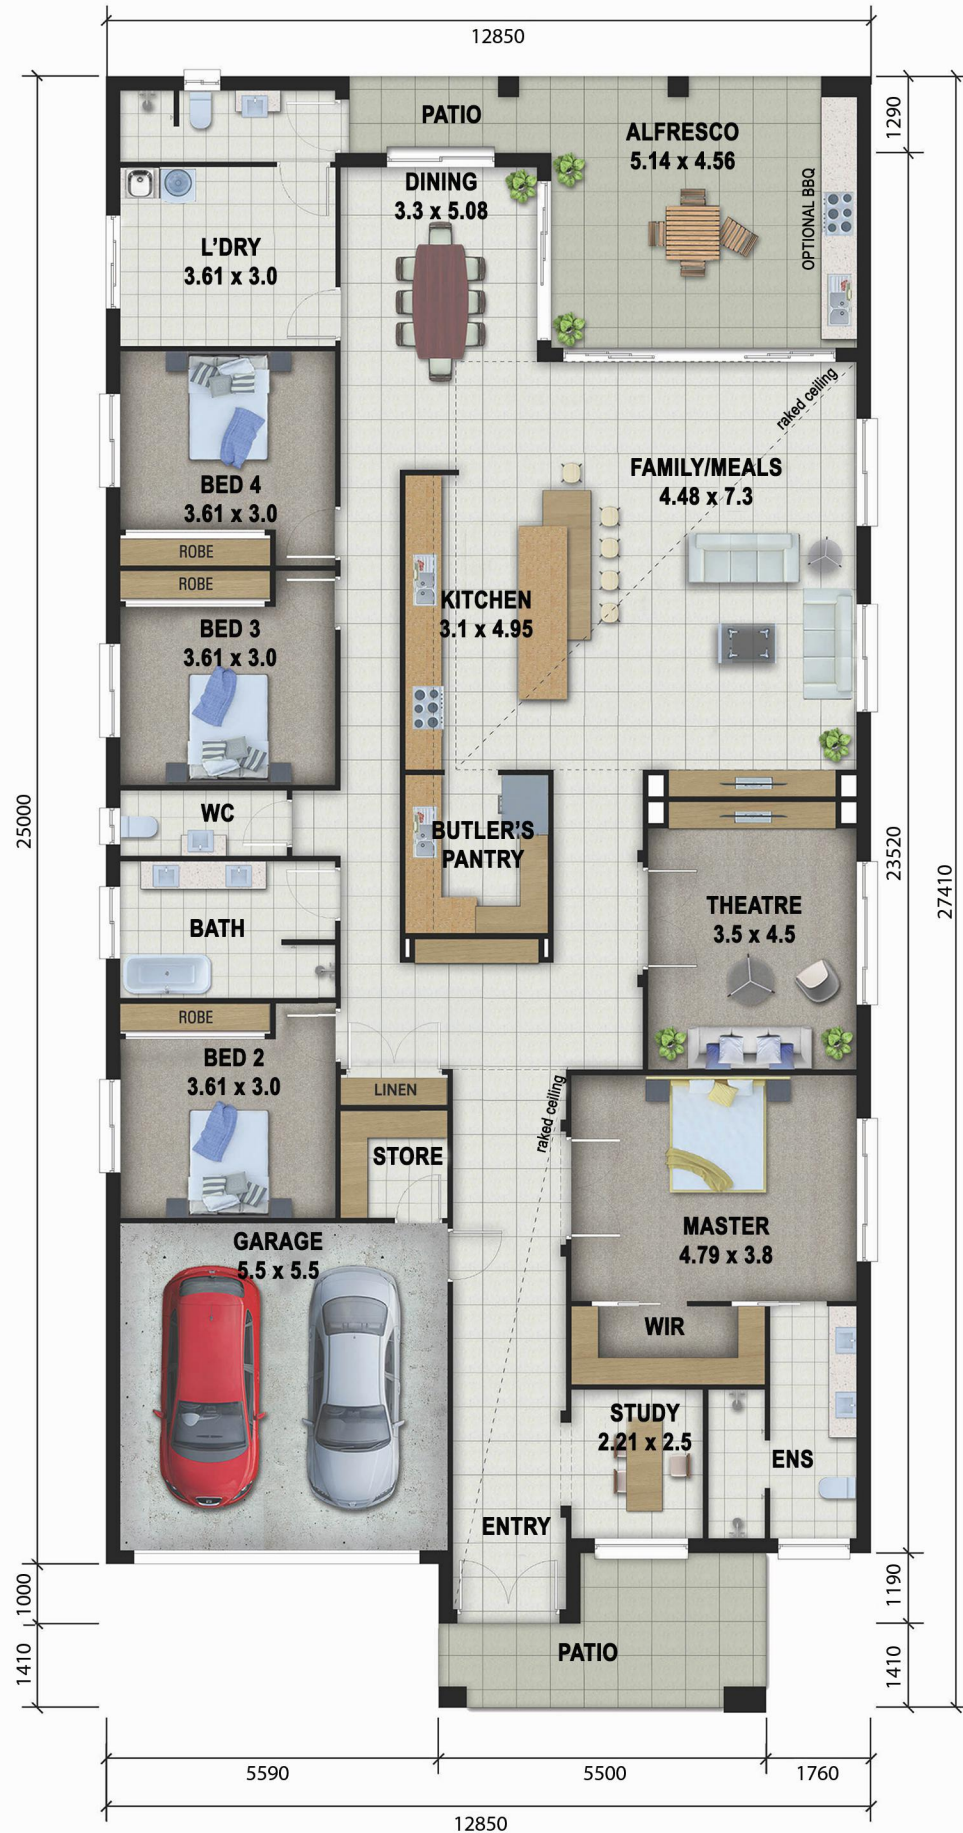 12850
1290
PATIO
ALFRESCO
5.14 x 4.56
OPTIONAL BBQ
DINING
3.3 x 5.08
L'DRY
3.61 x 3.0
raked ceiling
BED 4
3.61 x 3.0
ROBE
FAMILY/MEALS
4.48 x 7.3
ROBE
BED 3
3.61 x 3.0
KITCHEN
3.1 x 4.95
WC
BUTLER'S
PANTRY
25000
23520
27410
BATH
THEATRE
3.5 x 4.5
ROBE
BED 2
3.61 x 3.0
LINEN
raked ceiling
STORE
MASTER
4.79 x 3.8
GARAGE
5.5 x 5.5
WIR
STUDY
2.21 x 2.5
ENS
ENTRY
1000
1190
1410
PATIO
1410
5590
5500
1760
12850